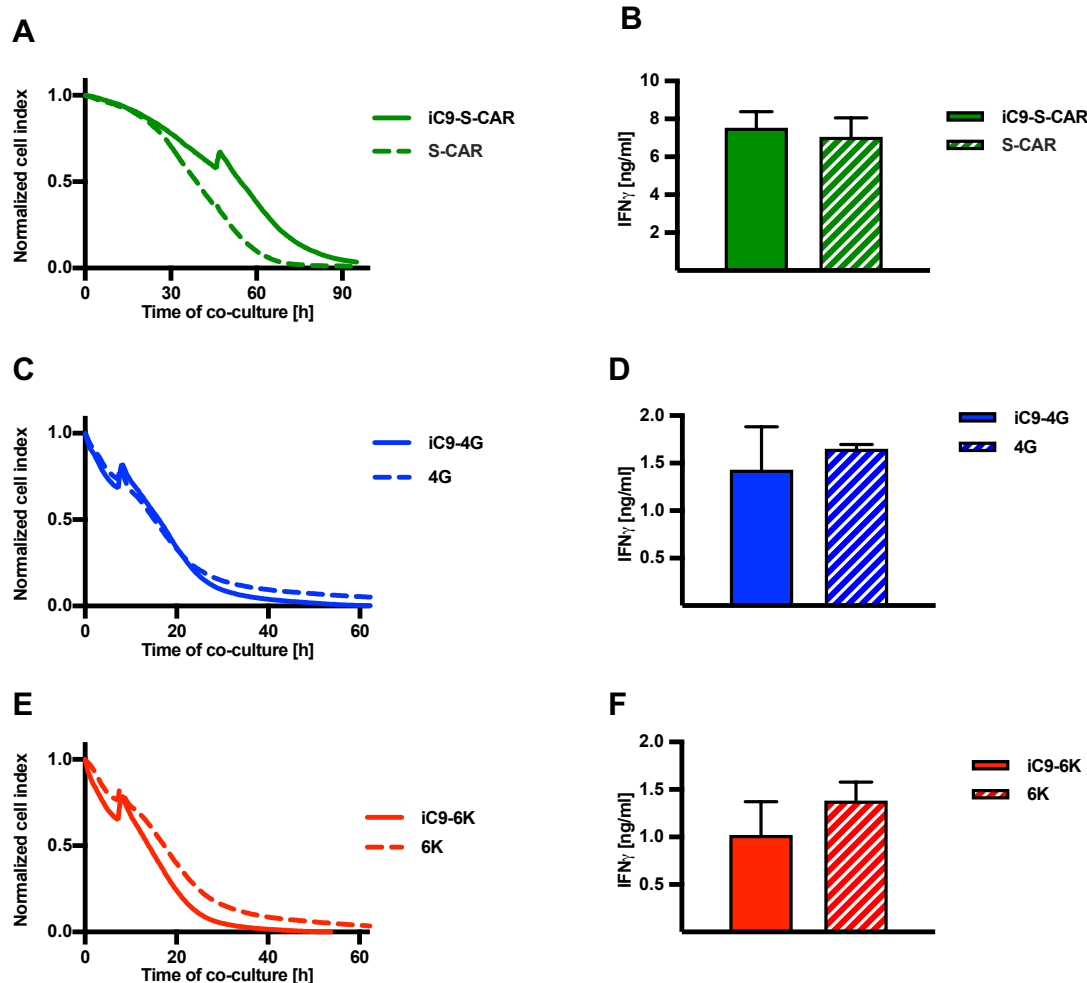 A
Normalized cell index
1.0
0.5
0.0
0
30
60
90
Time of co-culture [h]
iC9-S-CAR
S-CAR
B
IFNγ [ng/ml]
10
8
6
4
2
iC9-S-CAR
S-CAR
C
Normalized cell index
1.0
0.5
0.0
0
20
40
60
Time of co-culture [h]
iC9-4G
4G
D
IFNγ [ng/ml]
2.0
1.5
1.0
0.5
iC9-4G
4G
E
Normalized cell index
1.0
0.5
0.0
0
20
40
60
Time of co-culture [h]
iC9-6K
6K
F
IFNγ [ng/ml]
2.0
1.5
1.0
0.5
iC9-6K
6K